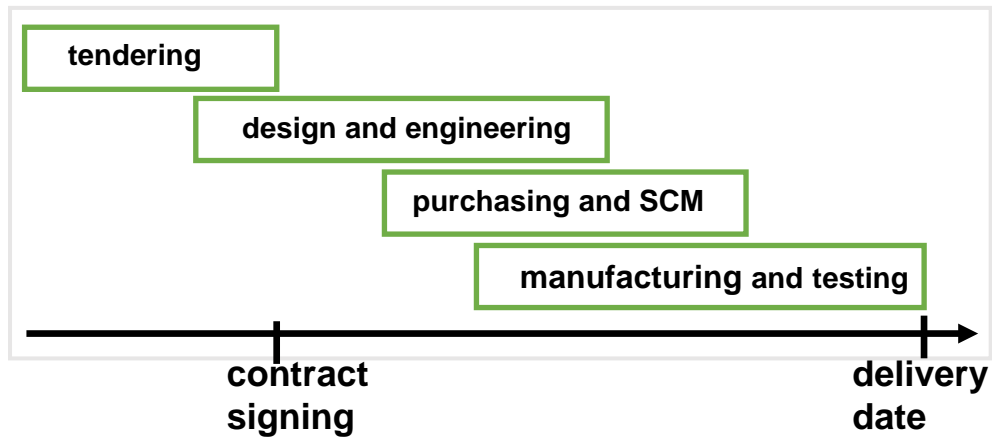 tendering
design and engineering
purchasing and SCM
manufacturing and testing
contract
signing
delivery
date